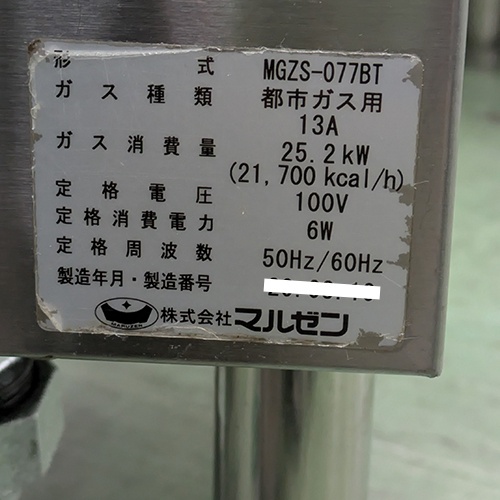 形式 MGZS-077BT
ガス種類 都市ガス用
13A
ガス消費量 25.2kW
(21,700kcal/h)
定格電圧 100V
定格消費電力 6W
定格周波数 50Hz/60Hz
製造年月・製造番号
MARUZEN 株式会社マルゼン